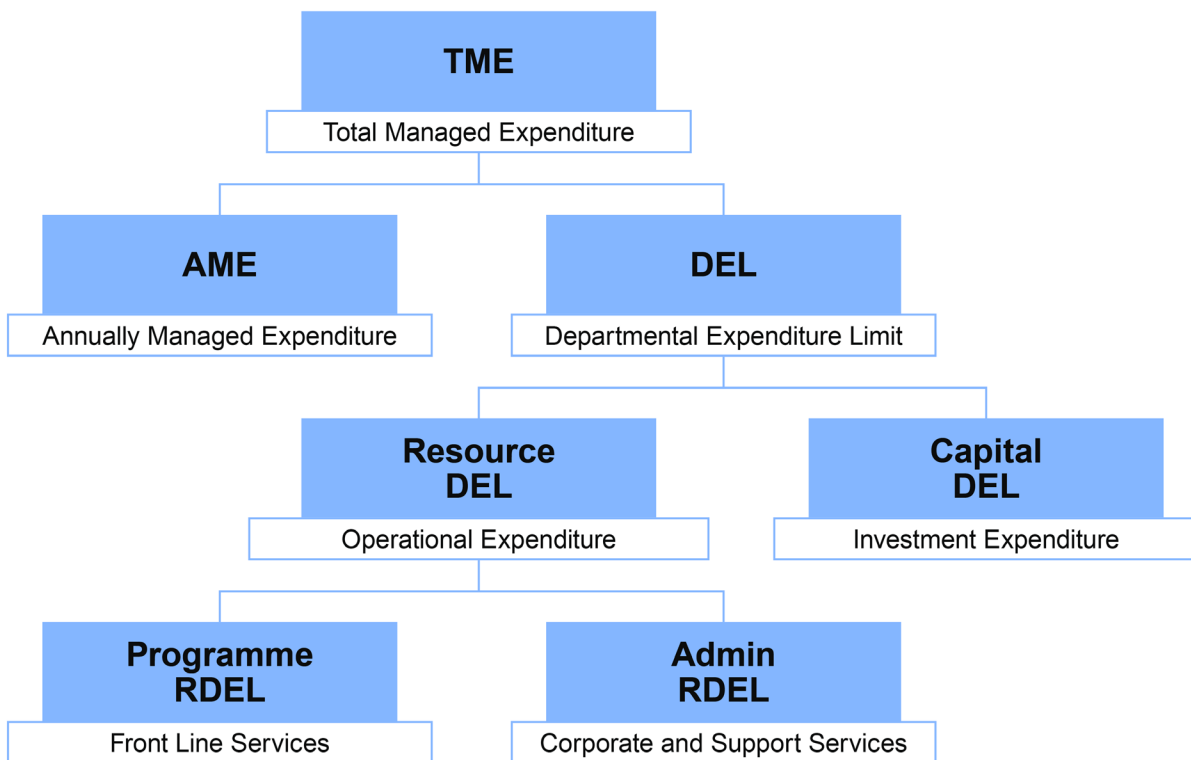 TME
Total Managed Expenditure
AME
DEL
Annually Managed Expenditure
Departmental Expenditure Limit
Resource
DEL
Capital
DEL
Operational Expenditure
Investment Expenditure
Programme
RDEL
Admin
RDEL
Front Line Services
Corporate and Support Services